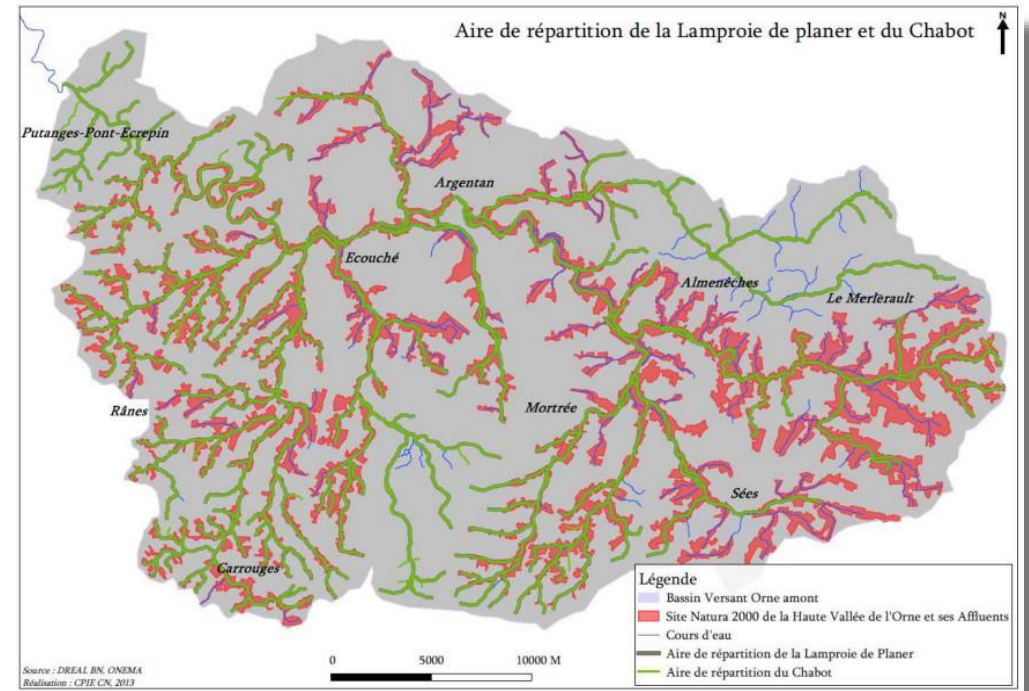 Aire de répartition de la Lamproie de planer et du Chabot
N
Putanges-Pont-Ecrepin
Argentan
Ecouché
Almenêches
Le Merlerault
Rânes
Mortrée
Sées
Carrouges
Légende
Bassin Versant Orne amont
Site Natura 2000 de la Haute Vallée de l'Orne et ses Affluents
Cours d'eau
Aire de répartition de la Lamproie de Planer
Aire de répartition du Chabot
0 5000 10000 M
Source : DREAL BN, ONEMA
Réalisation : CPIE CN, 2013